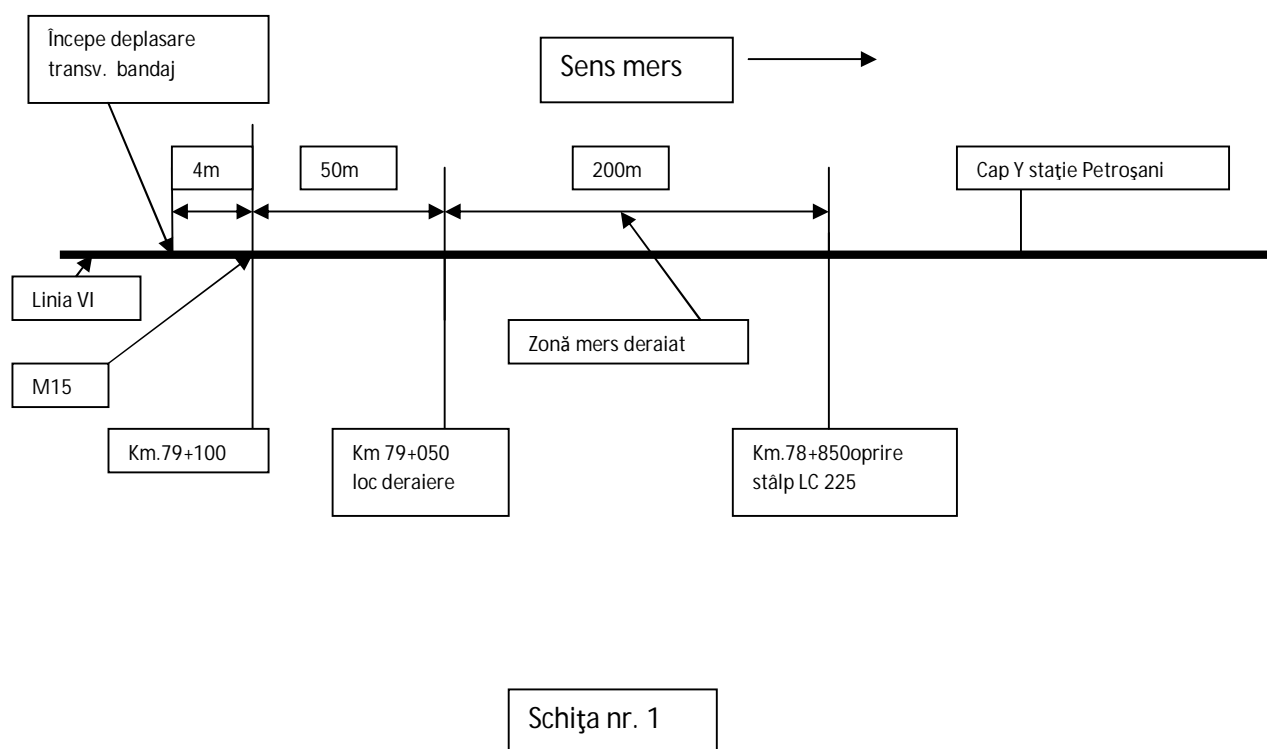 Începe deplasare
transv. bandaj
Sens mers
4m
50m
200m
Cap Y staţie Petroşani
Linia VI
Zonă mers deraiat
M15
Km.79+100
Km 79+050
loc deraiere
Km.78+850oprire
stâlp LC 225
Schiţa nr. 1